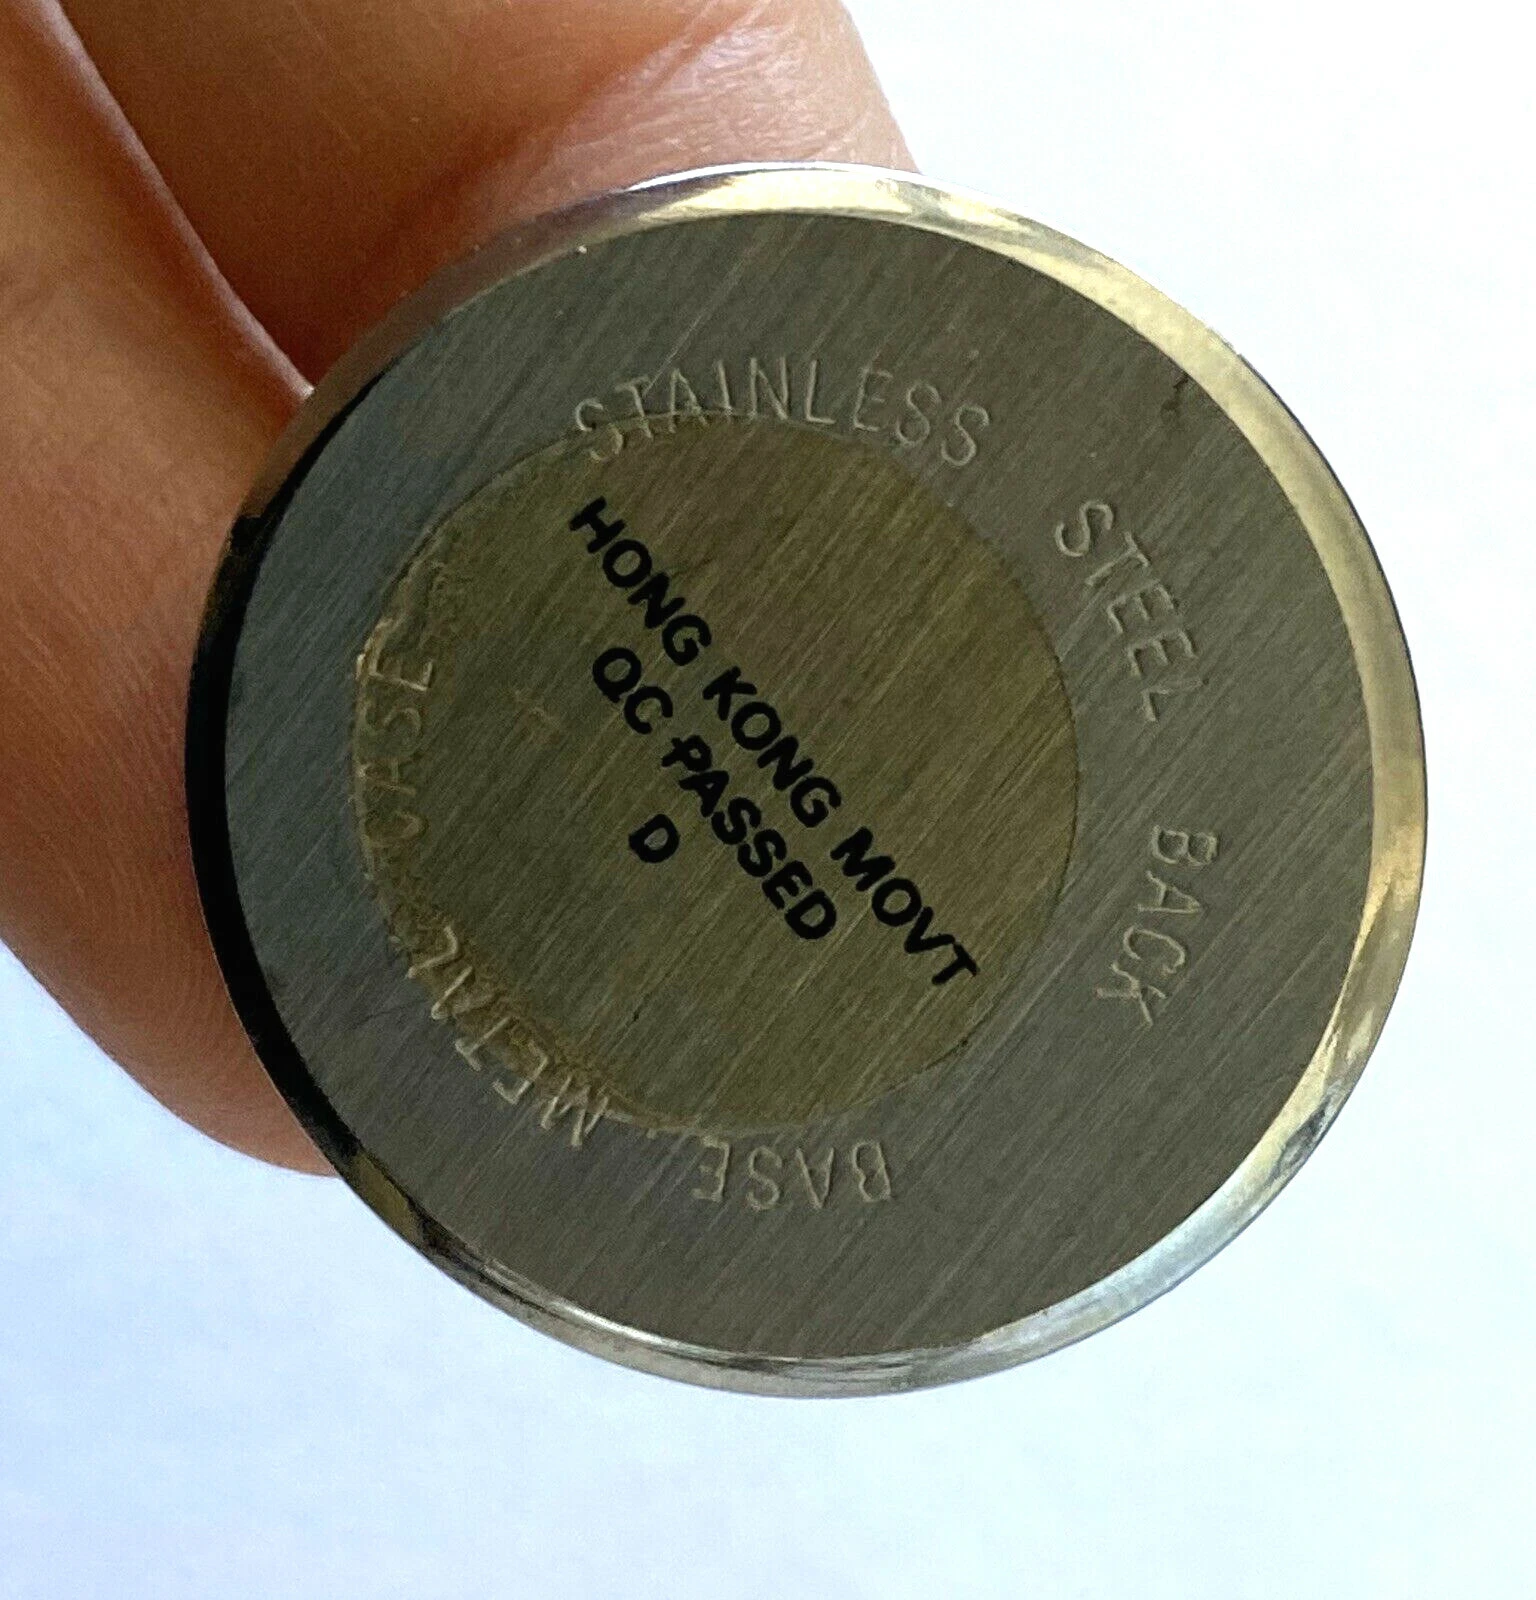 STAINLESS STEEL BACK
BASE METAL CASE
HONG KONG MOVT
QC PASSED
D